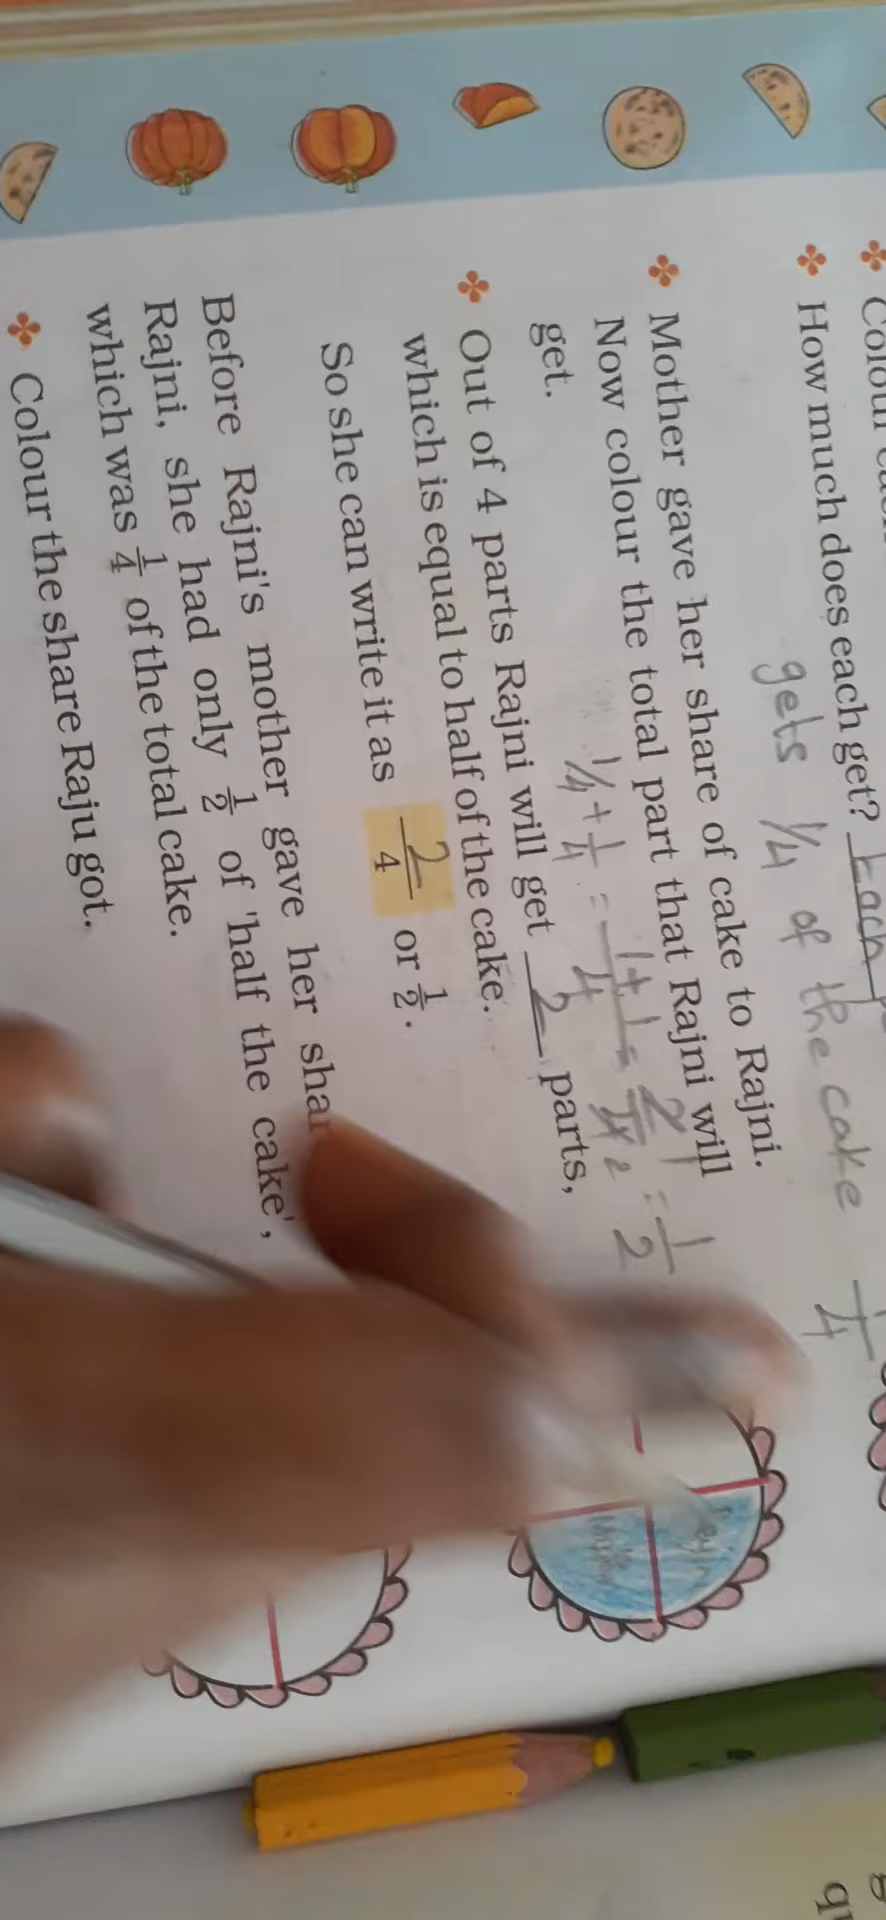 Colour
How much does each get? Each
gets 1/4 of the cake 1/4
Mother gave her share of cake to Rajni.
Now colour the total part that Rajni will
get.
1/4 + 1/4 = 1+1/4 = 2/4 = 1/2
Out of 4 parts Rajni will get 2 parts,
which is equal to half of the cake.
So she can write it as 2/4 or 1/2.
Before Rajni's mother gave her shar
Rajni, she had only 1/2 of 'half the cake',
which was 1/4 of the total cake.
Colour the share Raju got.